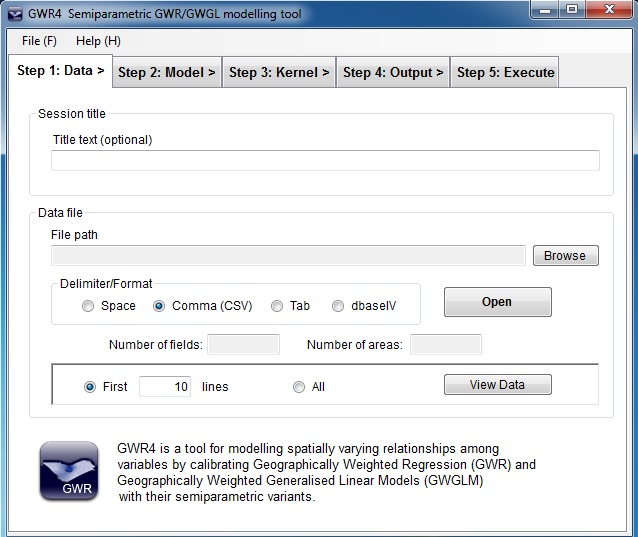 GWR4 Semiparametric GWR/GWGL modelling tool
File (F) Help (H)
Step 1: Data > Step 2: Model > Step 3: Kernel > Step 4: Output > Step 5: Execute
Session title
Title text (optional)
Data file
File path
Browse
Delimiter/Format
Space Comma (CSV) Tab dbaseIV
Open
Number of fields: Number of areas:
First 10 lines All View Data
GWR4 is a tool for modelling spatially varying relationships among
variables by calibrating Geographically Weighted Regression (GWR) and
Geographically Weighted Generalised Linear Models (GWGLM)
with their semiparametric variants.
GWR